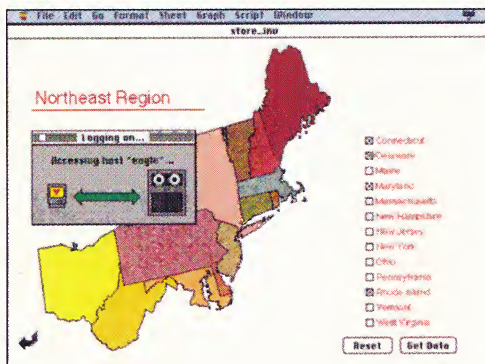 File Edit Go Format Sheet Graph Script Window
store_inv
Northeast Region
Logging on...
Accessing host "eagle"...
Connecticut
Delaware
Maine
Maryland
Massachusetts
New Hampshire
New Jersey
New York
Ohio
Pennsylvania
Rhode Island
Vermont
West Virginia
Reset Get Data